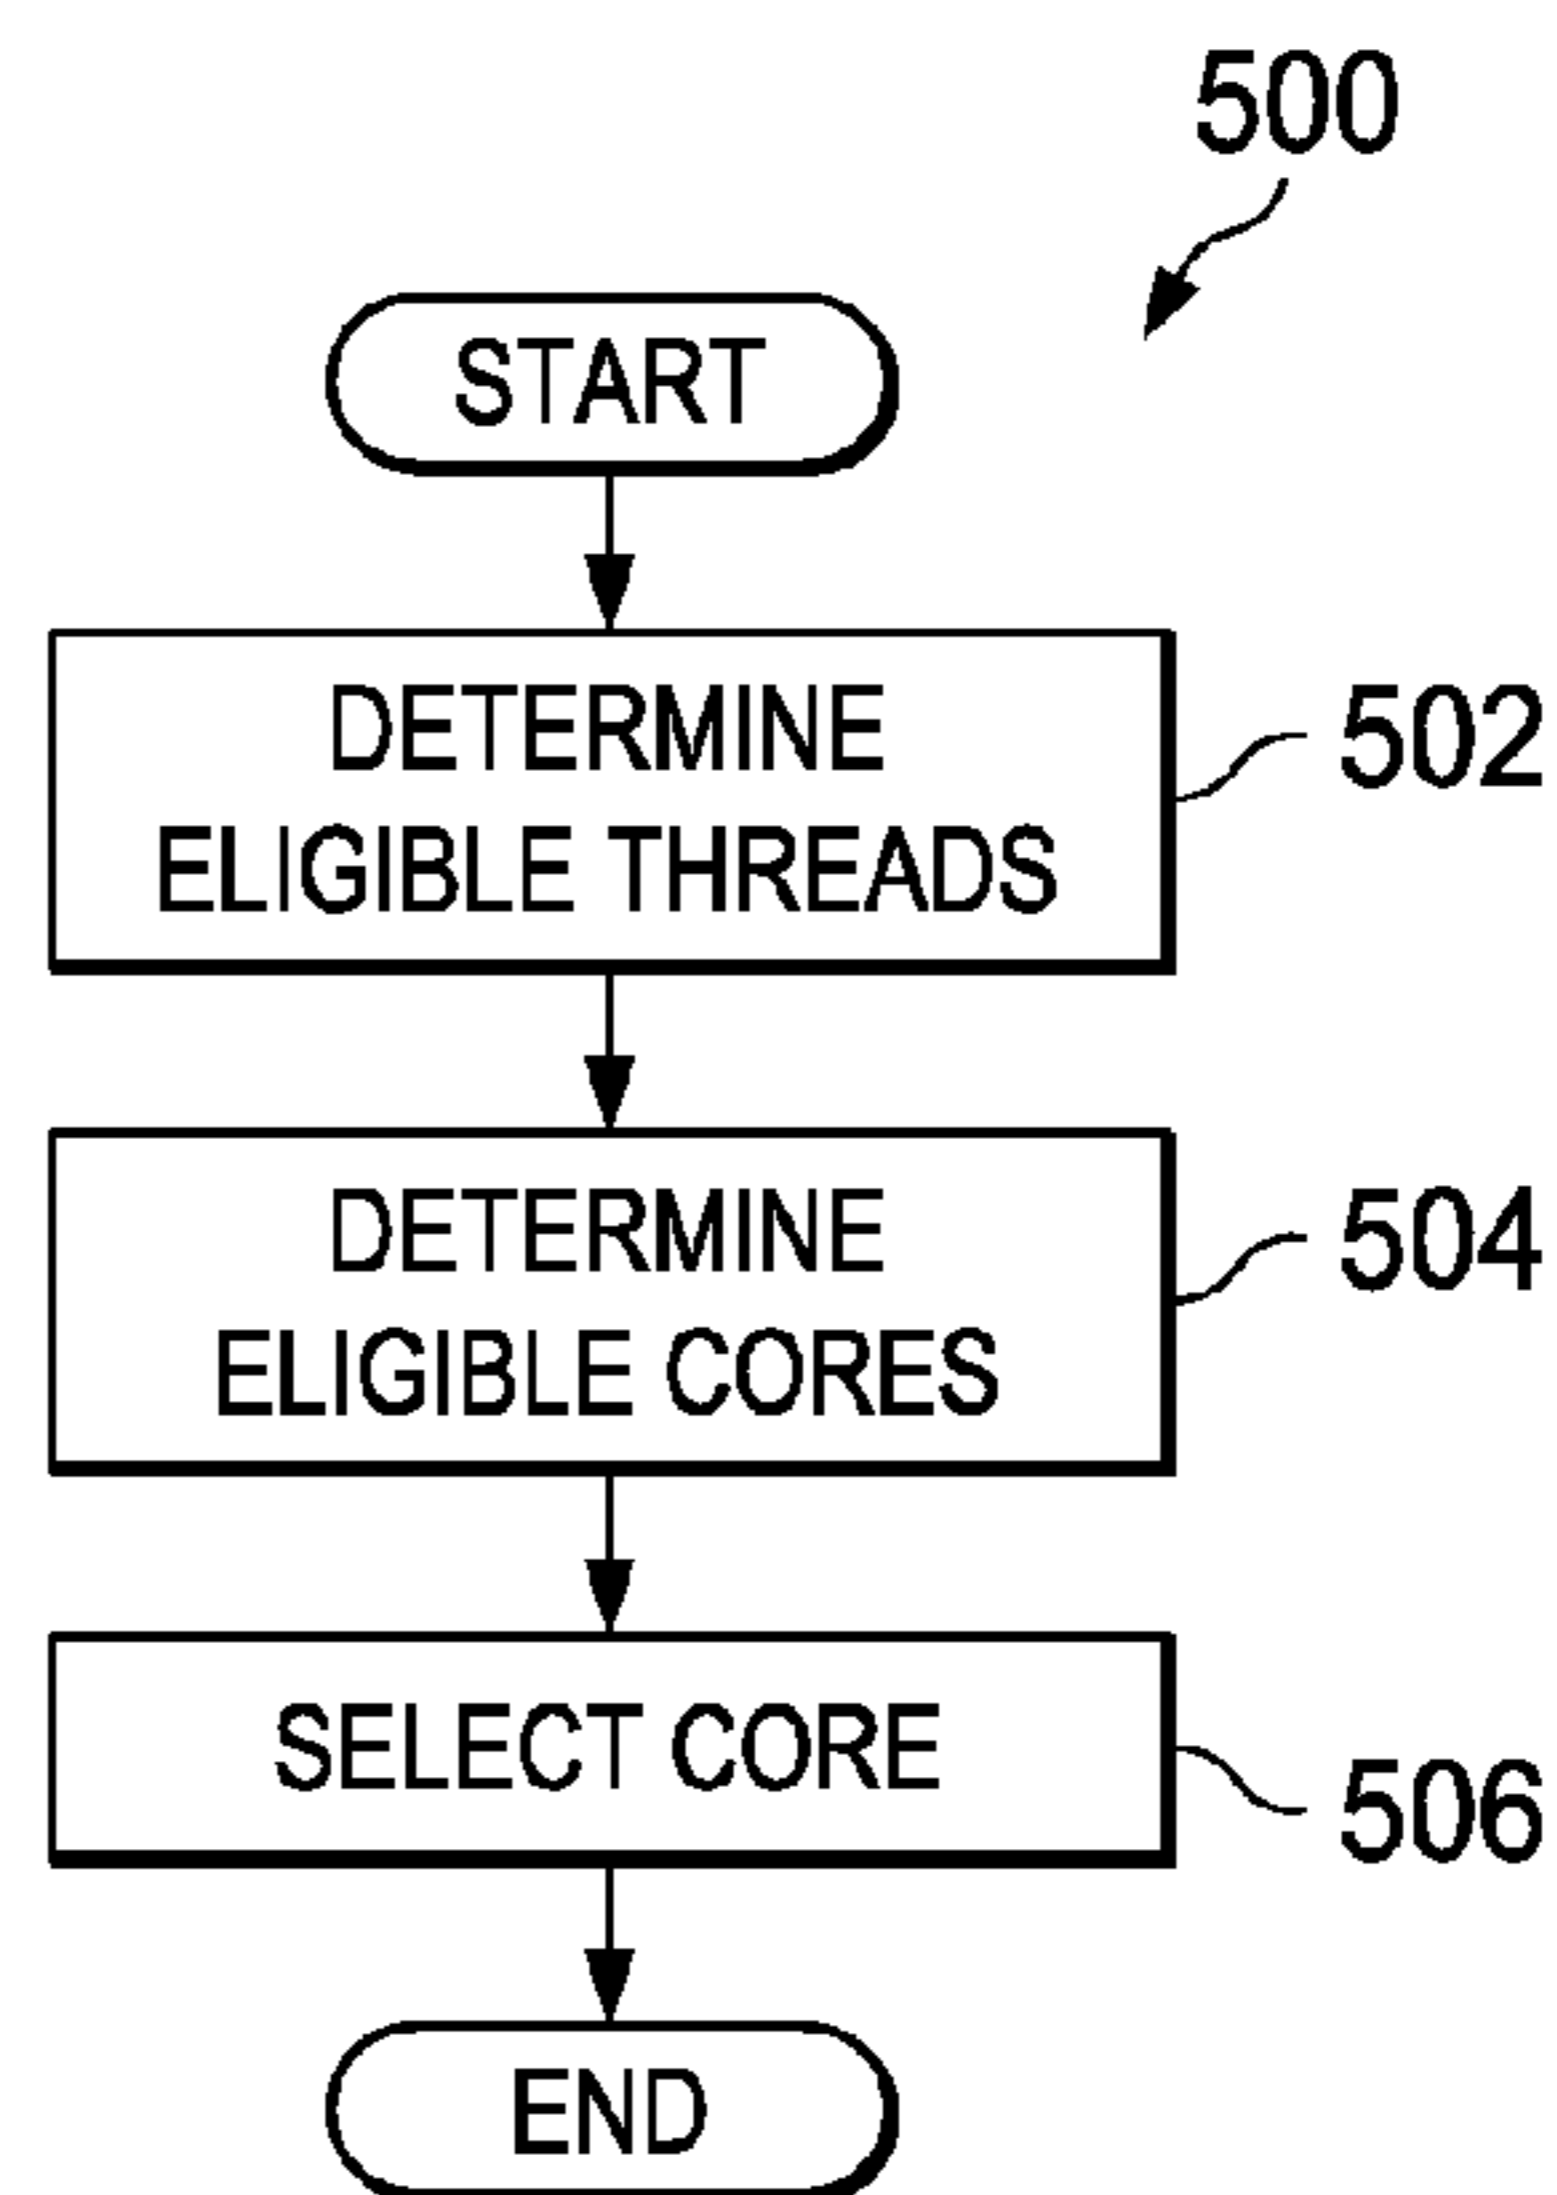 500
START
DETERMINE
ELIGIBLE THREADS
502
DETERMINE
ELIGIBLE CORES
504
SELECT CORE
506
END